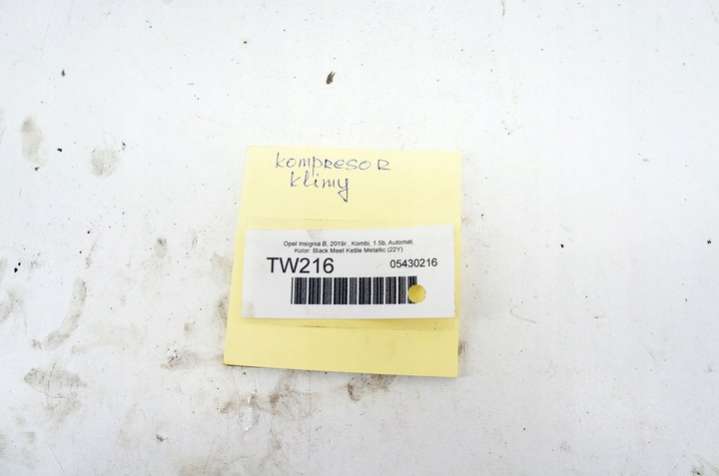 kompresor
klimy
Opel Insignia B, 2019r., Kombi, 1.5b, Automat,
Kolor: Black Meet Kettle Metallic (22Y)
TW216 05430216